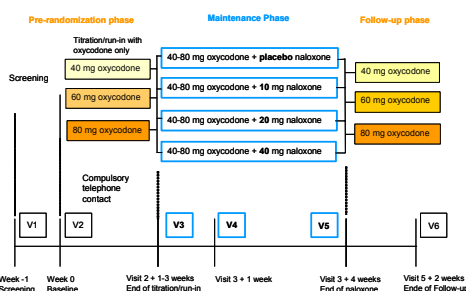 Pre-randomization phase
Maintenance Phase
Follow-up phase
Titration/run-in with
oxycodone only
Screening
40 mg oxycodone
60 mg oxycodone
80 mg oxycodone
40-80 mg oxycodone + placebo naloxone
40-80 mg oxycodone + 10 mg naloxone
40-80 mg oxycodone + 20 mg naloxone
40-80 mg oxycodone + 40 mg naloxone
40 mg oxycodone
60 mg oxycodone
80 mg oxycodone
Compulsory
telephone
contact
V1
V2
V3
V4
V5
V6
Week -1
Screening
Week 0
Baseline
Visit 2 + 1-3 weeks
End of titration/run-in
Visit 3 + 1 week
Visit 3 + 4 weeks
End of naloxone
Visit 5 + 2 weeks
Ende of Follow-up